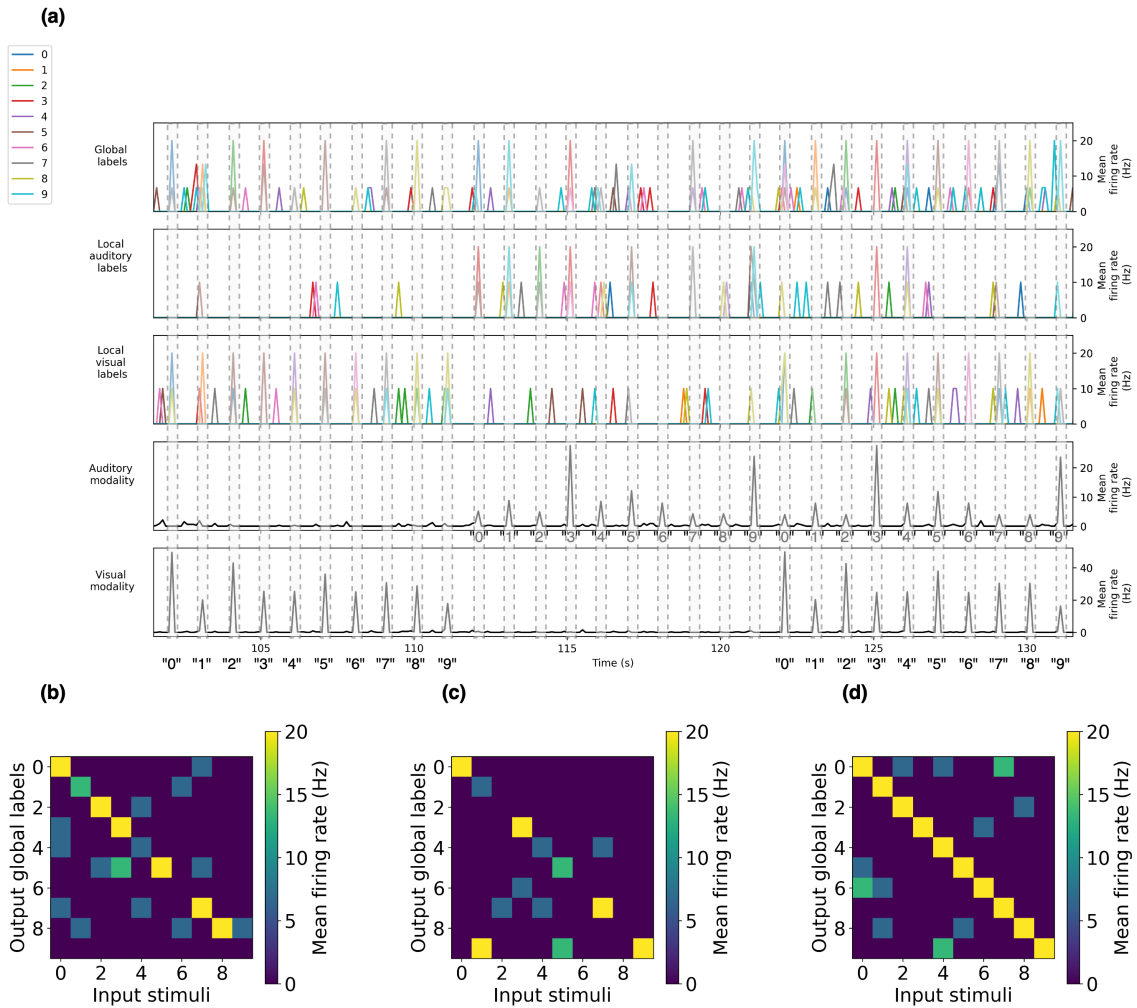 (a)
0
1
2
3
4
5
6
7
8
9
Global
labels
20
10
0
Mean
firing rate
(Hz)
Local
auditory
labels
20
10
0
Mean
firing rate
(Hz)
Local
visual
labels
20
10
0
Mean
firing rate
(Hz)
Auditory
modality
20
10
0
Mean
firing rate
(Hz)
"0" "1" "2" "3" "4" "5" "6" "7" "8" "9" "0" "1" "2" "3" "4" "5" "6" "7" "8" "9"
Visual
modality
40
20
0
Mean
firing rate
(Hz)
105 110 115 120 125 130
Time (s)
"0" "1" "2" "3" "4" "5" "6" "7" "8" "9" "0" "1" "2" "3" "4" "5" "6" "7" "8" "9"
(b)
Output global labels
0
2
4
6
8
0 2 4 6 8
Input stimuli
20
15
10
5
0
Mean firing rate (Hz)
(c)
Output global labels
0
2
4
6
8
0 2 4 6 8
Input stimuli
20
15
10
5
0
Mean firing rate (Hz)
(d)
Output global labels
0
2
4
6
8
0 2 4 6 8
Input stimuli
20
15
10
5
0
Mean firing rate (Hz)